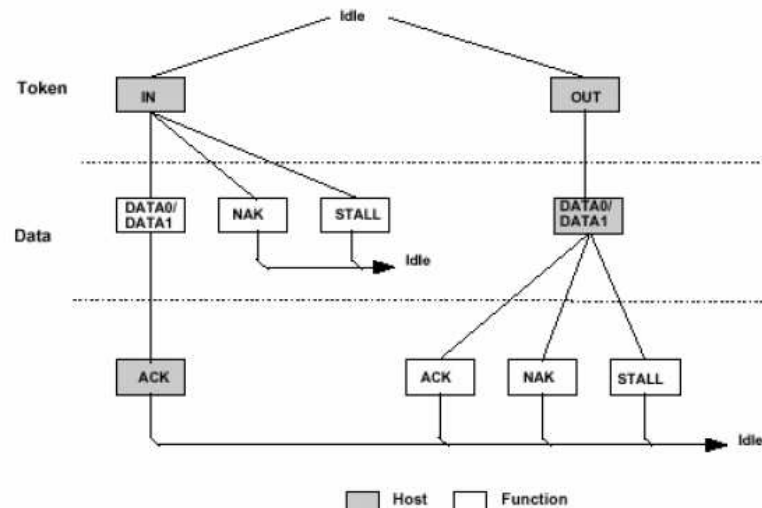 Idle
Token
IN
OUT
DATA0/
DATA1
NAK
STALL
DATA0/
DATA1
Data
Idle
ACK
ACK
NAK
STALL
Idle
Host
Function